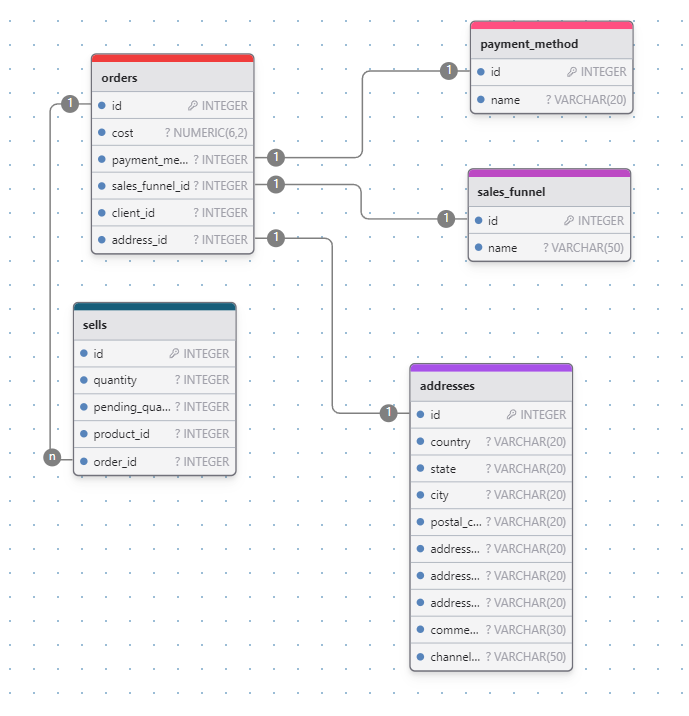 orders
id INTEGER
cost ? NUMERIC(6,2)
payment_me... ? INTEGER
sales_funnel_id ? INTEGER
client_id ? INTEGER
address_id ? INTEGER
1
1
1
1
payment_method
1
id INTEGER
name ? VARCHAR(20)
sales_funnel
1
id INTEGER
name ? VARCHAR(50)
sells
id INTEGER
quantity ? INTEGER
pending_qua... ? INTEGER
product_id ? INTEGER
order_id ? INTEGER
n
addresses
1
id INTEGER
country ? VARCHAR(20)
state ? VARCHAR(20)
city ? VARCHAR(20)
postal_c... ? VARCHAR(20)
address... ? VARCHAR(20)
address... ? VARCHAR(20)
address... ? VARCHAR(20)
comme... ? VARCHAR(30)
channel... ? VARCHAR(50)